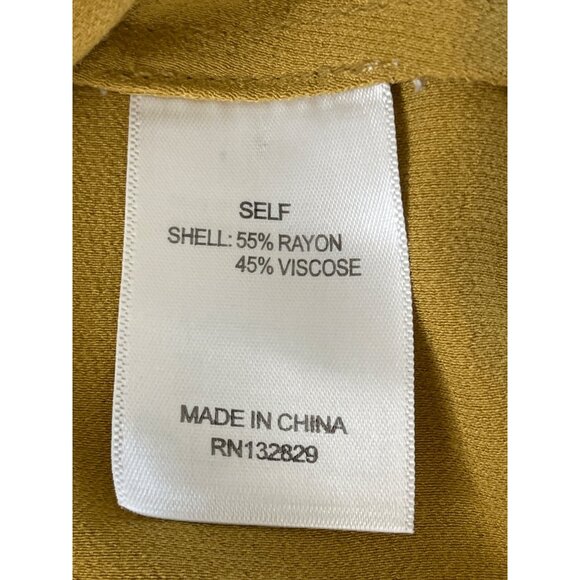 SELF
SHELL: 55% RAYON
45% VISCOSE
MADE IN CHINA
RN132829